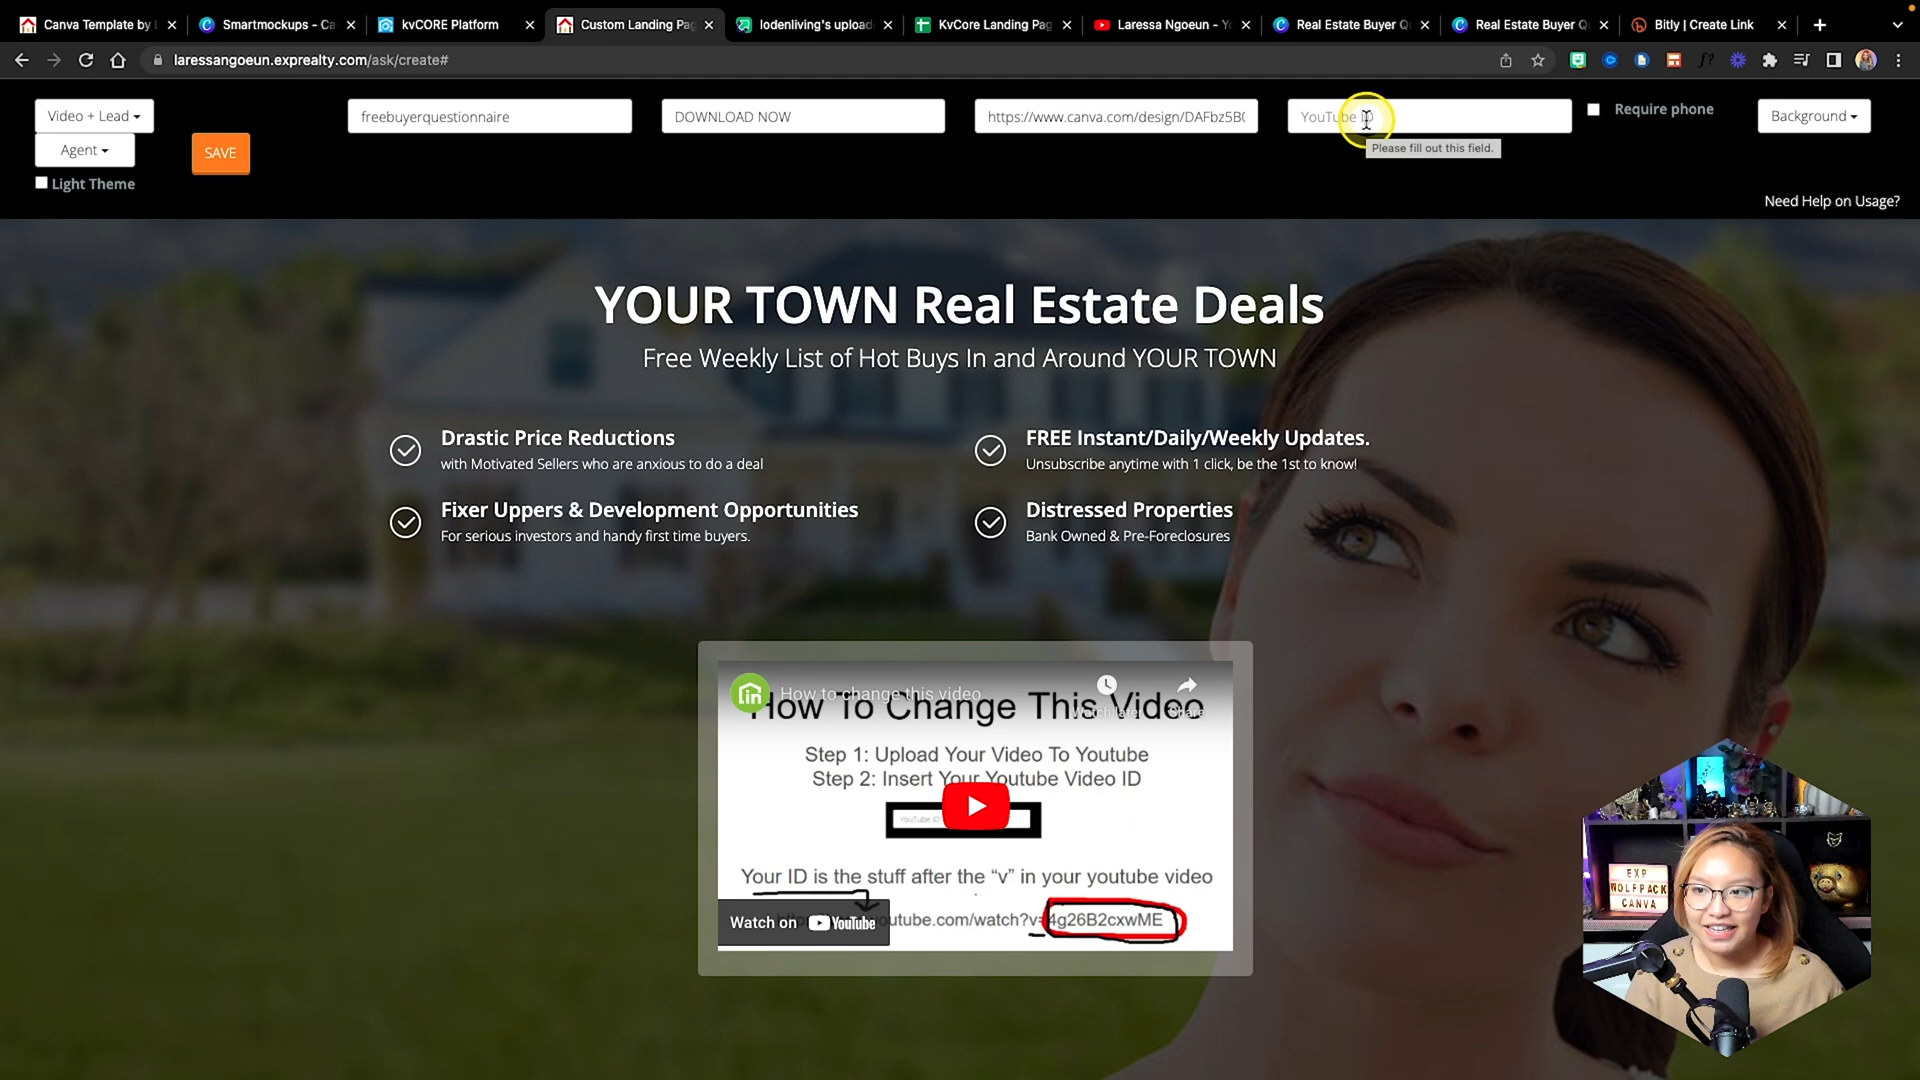 Canva Template by L
Smartmockups - Ca
kvCORE Platform
Custom Landing Pag
lodenliving's upload
KvCore Landing Pag
Laressa Ngoeun - Yo
Real Estate Buyer Q
Real Estate Buyer Q
Bitly | Create Link
laressangoeun.exprealty.com/ask/create#
Video + Lead
freebuyerquestionnaire
DOWNLOAD NOW
https://www.canva.com/design/DAFbz5B(
YouTube ID
Require phone
Background
Agent
SAVE
Please fill out this field.
Light Theme
Need Help on Usage?
YOUR TOWN Real Estate Deals
Free Weekly List of Hot Buys In and Around YOUR TOWN
Drastic Price Reductions
with Motivated Sellers who are anxious to do a deal
FREE Instant/Daily/Weekly Updates.
Unsubscribe anytime with 1 click, be the 1st to know!
Fixer Uppers & Development Opportunities
For serious investors and handy first time buyers.
Distressed Properties
Bank Owned & Pre-Foreclosures
How to change this video
Watch later
Share
How To Change This Video
Step 1: Upload Your Video To Youtube
Step 2: Insert Your Youtube Video ID
YouTube ID
Your ID is the stuff after the “v” in your youtube video
Watch on YouTube
outube.com/watch?v=4g26B2cxwME
EXP
WOLFPACK
CANVA